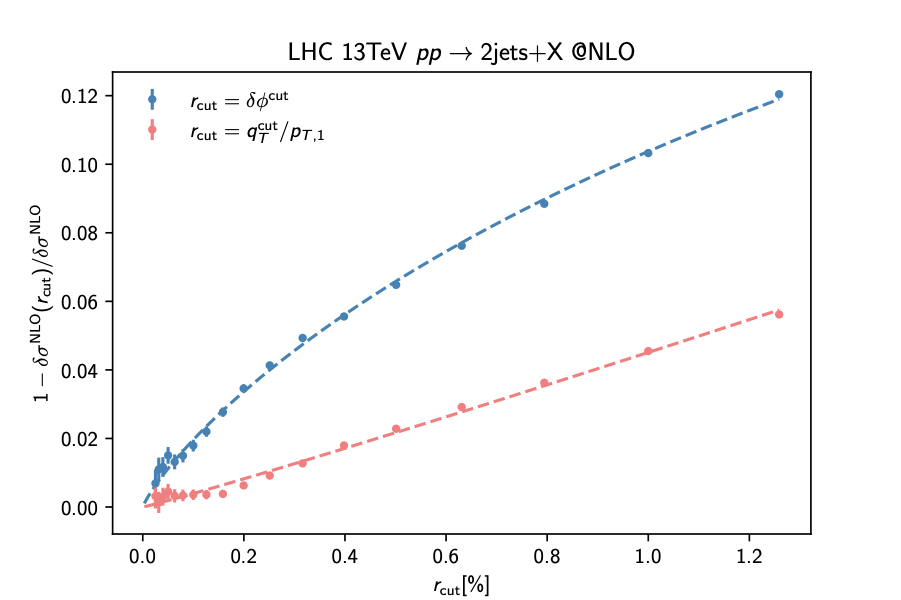 LHC 13TeV pp → 2jets+X @NLO
r_cut = δϕ^cut
r_cut = q_T^cut/p_{T,1}
1 − δσ^NLO(r_cut)/δσ^NLO
0.12
0.10
0.08
0.06
0.04
0.02
0.00
0.0 0.2 0.4 0.6 0.8 1.0 1.2
r_cut[%]